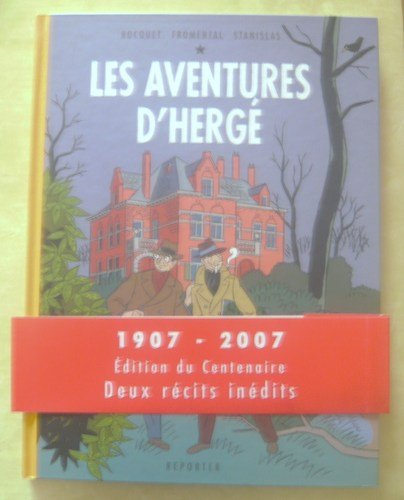 BOCQUET FROMENTAL STANISLAS
LES AVENTURES
D'HERGÉ
1907 - 2007
Édition du Centenaire
Deux récits inédits
REPORTER